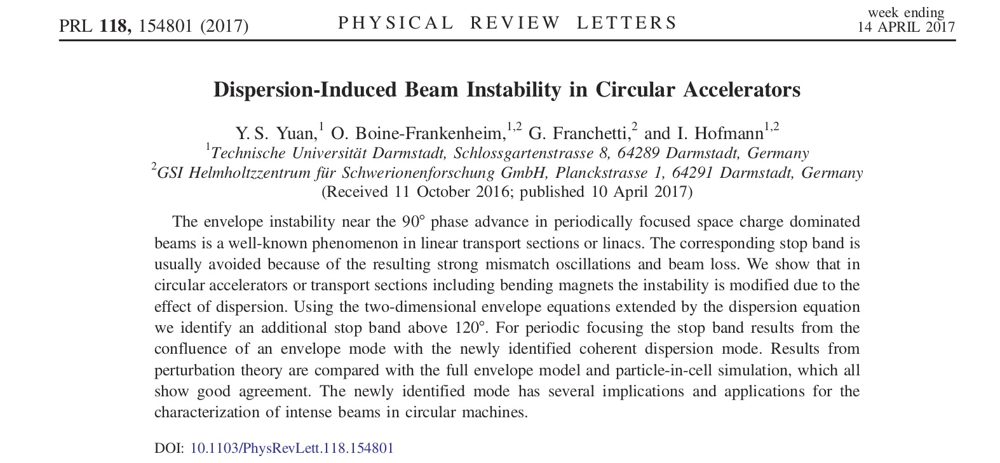 PRL 118, 154801 (2017)
PHYSICAL REVIEW LETTERS
week ending
14 APRIL 2017
Dispersion-Induced Beam Instability in Circular Accelerators
Y. S. Yuan,1 O. Boine-Frankenheim,1,2 G. Franchetti,2 and I. Hofmann1,2
1Technische Universität Darmstadt, Schlossgartenstrasse 8, 64289 Darmstadt, Germany
2GSI Helmholtzzentrum für Schwerionenforschung GmbH, Planckstrasse 1, 64291 Darmstadt, Germany
(Received 11 October 2016; published 10 April 2017)
The envelope instability near the 90° phase advance in periodically focused space charge dominated
beams is a well-known phenomenon in linear transport sections or linacs. The corresponding stop band is
usually avoided because of the resulting strong mismatch oscillations and beam loss. We show that in
circular accelerators or transport sections including bending magnets the instability is modified due to the
effect of dispersion. Using the two-dimensional envelope equations extended by the dispersion equation
we identify an additional stop band above 120°. For periodic focusing the stop band results from the
confluence of an envelope mode with the newly identified coherent dispersion mode. Results from
perturbation theory are compared with the full envelope model and particle-in-cell simulation, which all
show good agreement. The newly identified mode has several implications and applications for the
characterization of intense beams in circular machines.
DOI: 10.1103/PhysRevLett.118.154801